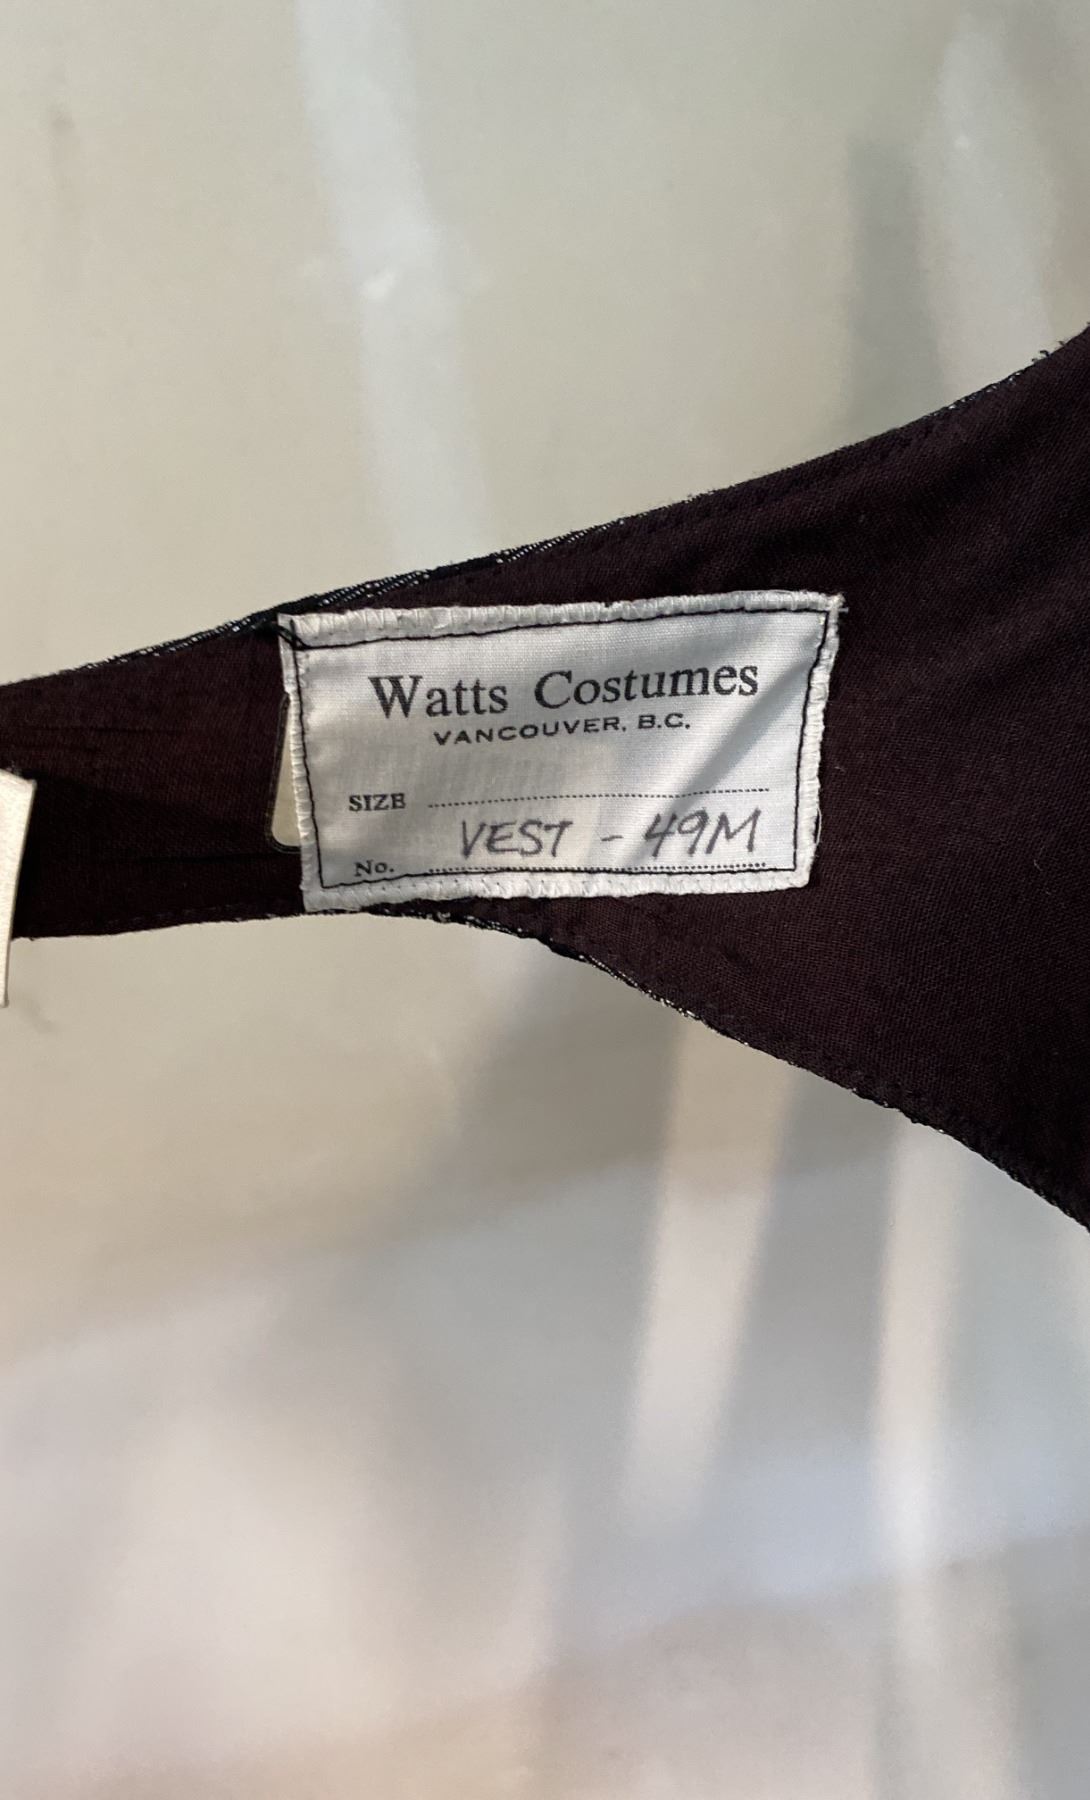 Watts Costumes
VANCOUVER, B.C.
SIZE
No. VEST - 49M